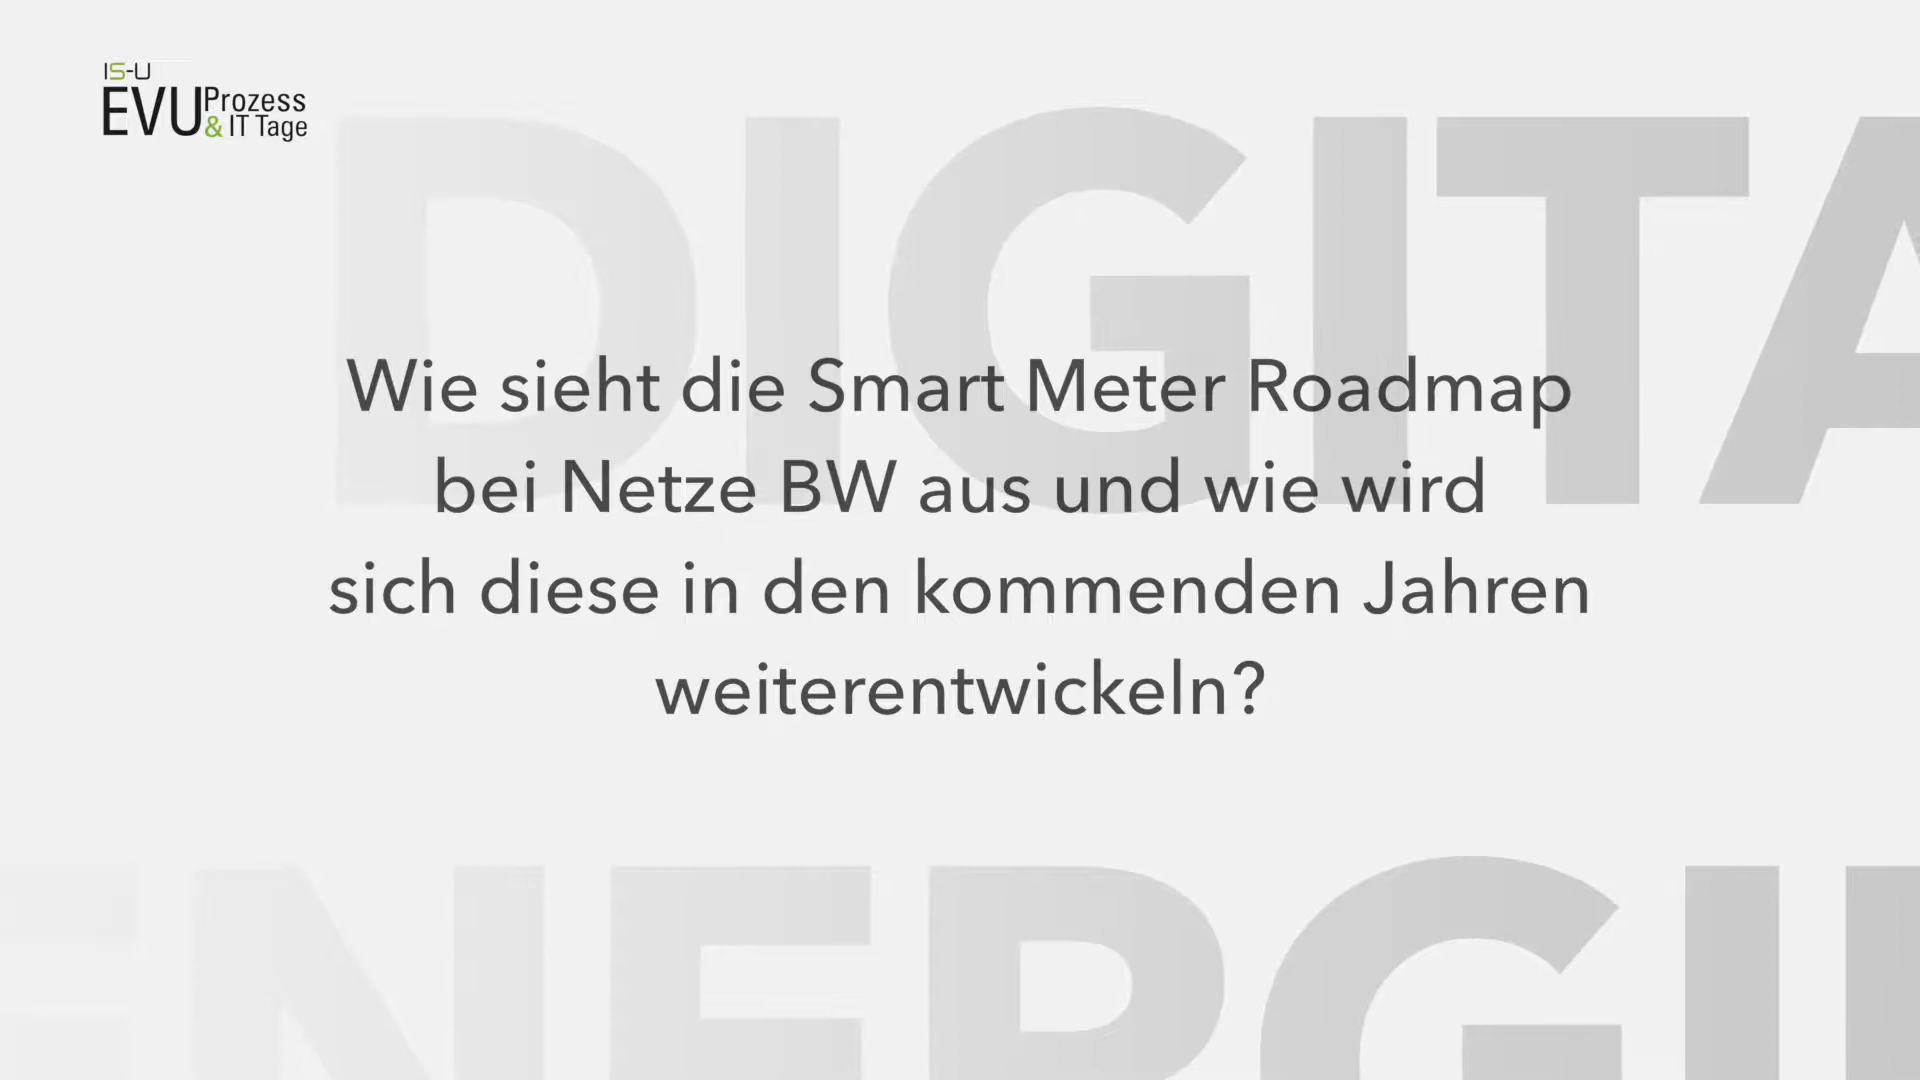 IS-U
EVU Prozess
& IT Tage
DIGITA
Wie sieht die Smart Meter Roadmap
bei Netze BW aus und wie wird
sich diese in den kommenden Jahren
weiterentwickeln?
ENERGIE